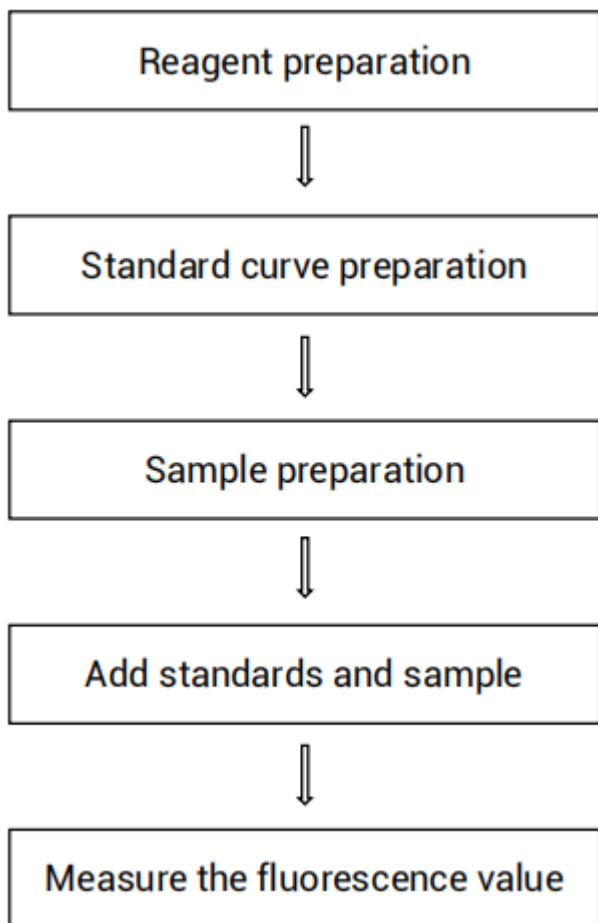 Reagent preparation
Standard curve preparation
Sample preparation
Add standards and sample
Measure the fluorescence value